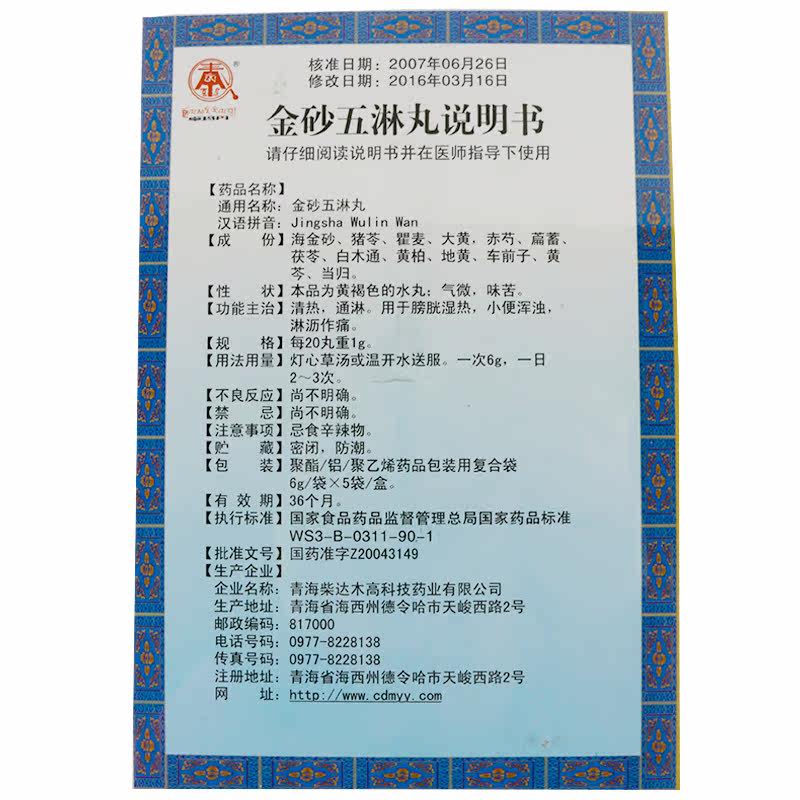 核准日期：2007年06月26日
修改日期：2016年03月16日
金砂五淋丸说明书
请仔细阅读说明书并在医师指导下使用
【药品名称】
通用名称：金砂五淋丸
汉语拼音：Jingsha Wulin Wan
【成 份】海金砂、猪苓、瞿麦、大黄，赤芍、萹蓄、
茯苓、白木通、黄柏、地黄、车前子、黄
芩、当归。
【性 状】本品为黄褐色的水丸；气微，味苦。
【功能主治】清热，通淋。用于膀胱湿热，小便浑浊，
淋沥作痛。
【规 格】每20丸重1g。
【用法用量】灯心草汤或温开水送服。一次6g，一日
2～3次。
【不良反应】尚不明确。
【禁 忌】尚不明确。
【注意事项】忌食辛辣物。
【贮 藏】密闭，防潮。
【包 装】聚酯/铝/聚乙烯药品包装用复合袋
6g/袋×5袋/盒。
【有 效 期】36个月。
【执行标准】国家食品药品监督管理总局国家药品标准
WS3-B-0311-90-1
【批准文号】国药准字Z20043149
【生产企业】
企业名称：青海柴达木高科技药业有限公司
生产地址：青海省海西州德令哈市天峻西路2号
邮政编码：817000
电话号码：0977-8228138
传真号码：0977-8228138
注册地址：青海省海西州德令哈市天峻西路2号
网 址：http://www.cdmyy.com